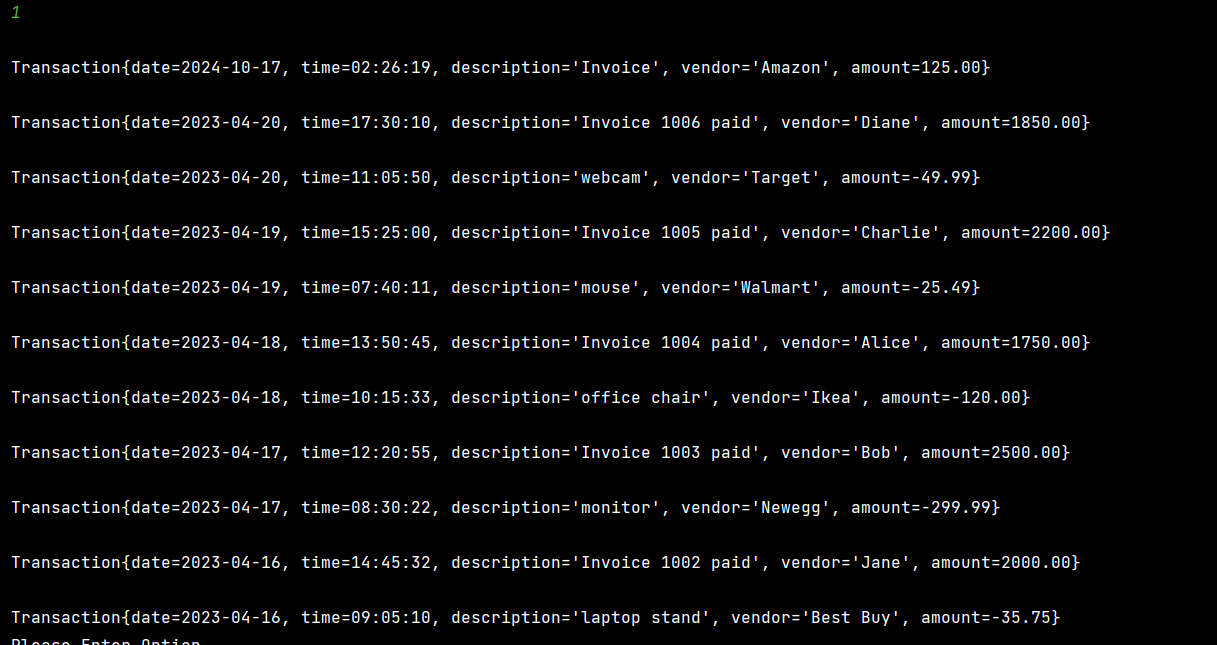 1
Transaction{date=2024-10-17, time=02:26:19, description='Invoice', vendor='Amazon', amount=125.00}
Transaction{date=2023-04-20, time=17:30:10, description='Invoice 1006 paid', vendor='Diane', amount=1850.00}
Transaction{date=2023-04-20, time=11:05:50, description='webcam', vendor='Target', amount=-49.99}
Transaction{date=2023-04-19, time=15:25:00, description='Invoice 1005 paid', vendor='Charlie', amount=2200.00}
Transaction{date=2023-04-19, time=07:40:11, description='mouse', vendor='Walmart', amount=-25.49}
Transaction{date=2023-04-18, time=13:50:45, description='Invoice 1004 paid', vendor='Alice', amount=1750.00}
Transaction{date=2023-04-18, time=10:15:33, description='office chair', vendor='Ikea', amount=-120.00}
Transaction{date=2023-04-17, time=12:20:55, description='Invoice 1003 paid', vendor='Bob', amount=2500.00}
Transaction{date=2023-04-17, time=08:30:22, description='monitor', vendor='Newegg', amount=-299.99}
Transaction{date=2023-04-16, time=14:45:32, description='Invoice 1002 paid', vendor='Jane', amount=2000.00}
Transaction{date=2023-04-16, time=09:05:10, description='laptop stand', vendor='Best Buy', amount=-35.75}
Please Enter Option